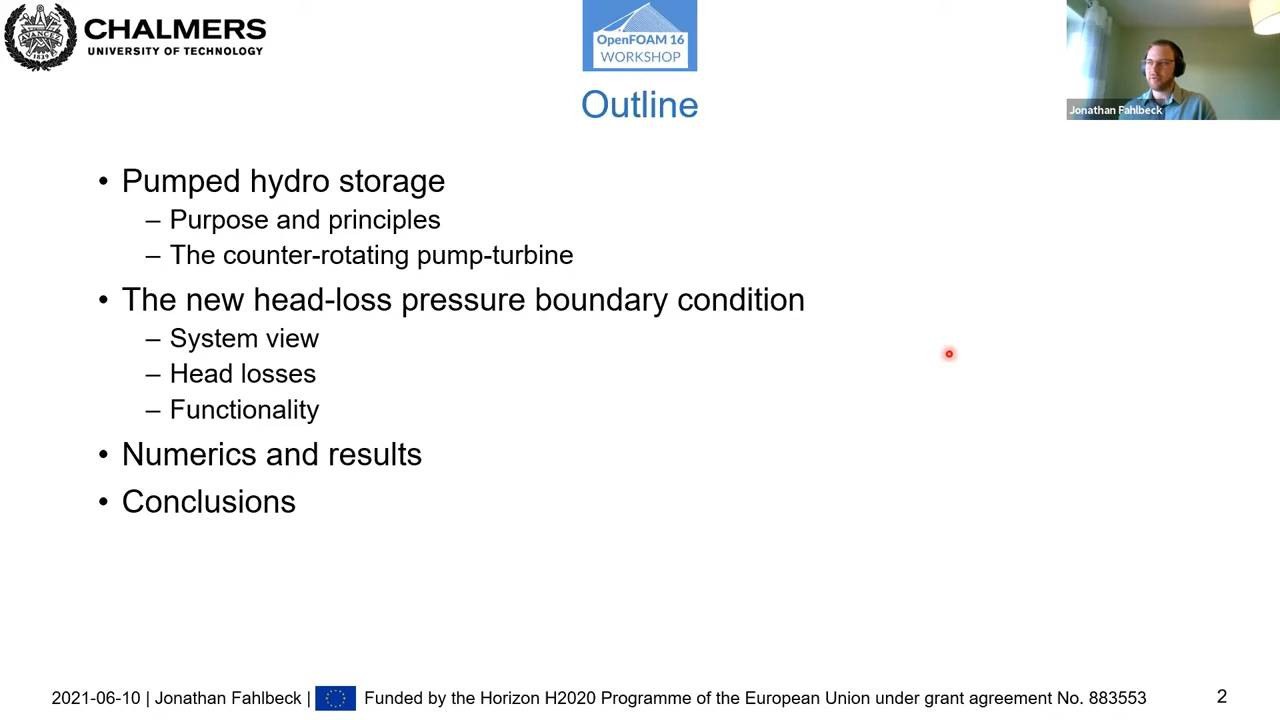 CHALMERS
UNIVERSITY OF TECHNOLOGY
AVANCEZ
1829
OpenFOAM 16
WORKSHOP
Jonathan Fahlbeck
Outline
• Pumped hydro storage
– Purpose and principles
– The counter-rotating pump-turbine
• The new head-loss pressure boundary condition
– System view
– Head losses
– Functionality
• Numerics and results
• Conclusions
2021-06-10 | Jonathan Fahlbeck | Funded by the Horizon H2020 Programme of the European Union under grant agreement No. 883553
2